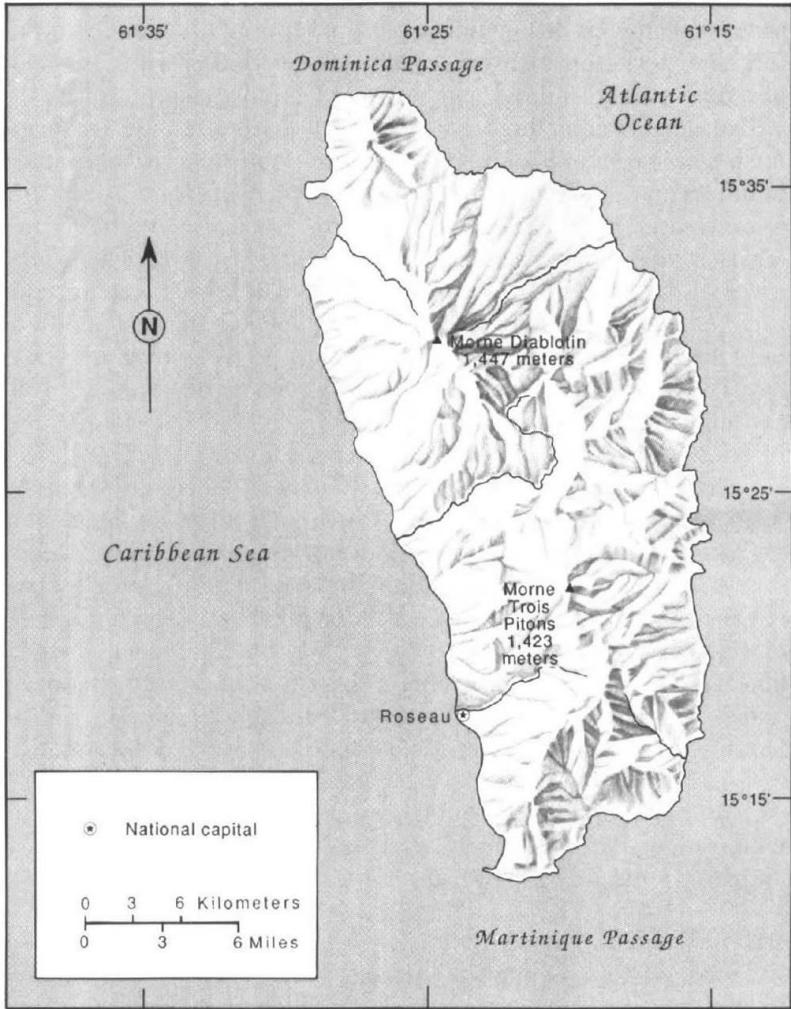 61°35'
61°25'
61°15'
Dominica Passage
Atlantic
Ocean
15°35'
N
Morne Diablotin
1,447 meters
15°25'
Caribbean Sea
Morne
Trois
Pitons
1,423
meters
Roseau
15°15'
National capital
0 3 6 Kilometers
0 3 6 Miles
Martinique Passage